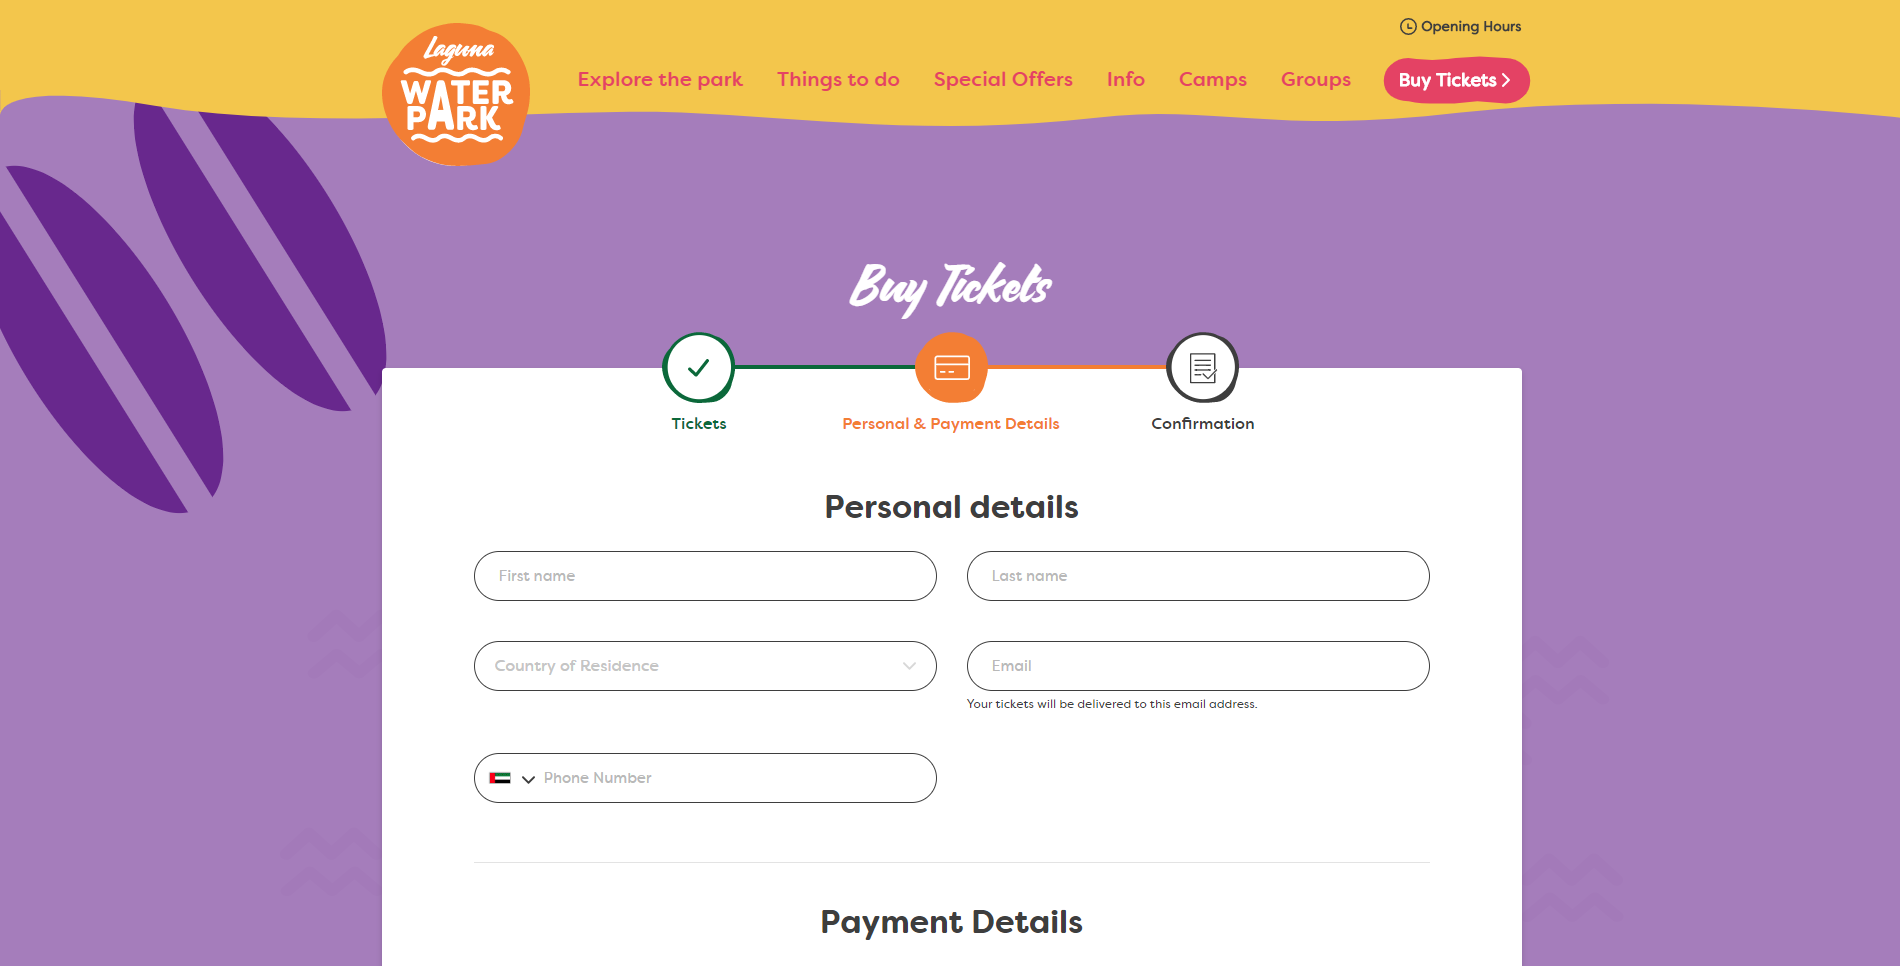 Opening Hours
Laguna
WATER
PARK
Explore the park
Things to do
Special Offers
Info
Camps
Groups
Buy Tickets
Buy Tickets
Tickets
Personal & Payment Details
Confirmation
Personal details
First name
Last name
Country of Residence
Email
Your tickets will be delivered to this email address.
Phone Number
Payment Details